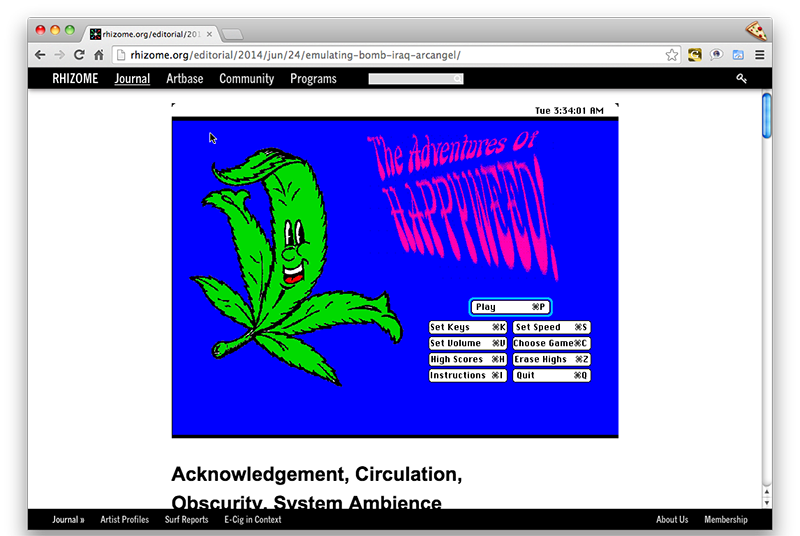 rhizome.org/editorial/201
rhizome.org/editorial/2014/jun/24/emulating-bomb-iraq-arcangel/
RHIZOME Journal Artbase Community Programs
Tue 3:34:01 AM
The Adventures Of
HAPPYWEED!
Play ⌘P
Set Keys ⌘K Set Speed ⌘S
Set Volume ⌘V Choose Game⌘C
High Scores ⌘H Erase Highs ⌘Z
Instructions ⌘I Quit ⌘Q
Acknowledgement, Circulation,
Obscurity, System Ambience
Journal » Artist Profiles Surf Reports E-Cig in Context About Us Membership